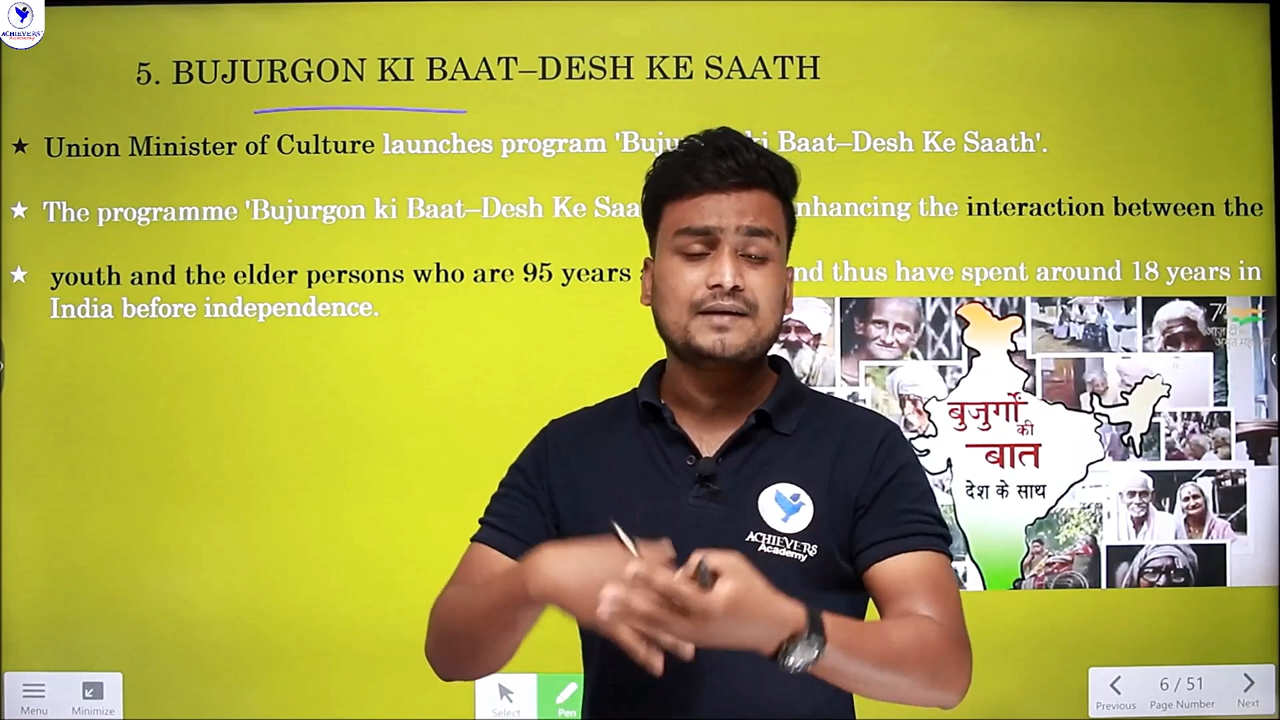 ACHIEVERS
Academy
5. BUJURGON KI BAAT–DESH KE SAATH
★ Union Minister of Culture launches program 'Buju ki Baat–Desh Ke Saath'.
★ The programme 'Bujurgon ki Baat–Desh Ke Saa nhancing the interaction between the
★ youth and the elder persons who are 95 years nd thus have spent around 18 years in
India before independence.
बुजुर्गों
की
बात
देश के साथ
ACHIEVERS
Academy
Menu
Minimize
Select
Pen
6 / 51
Previous Page Number Next